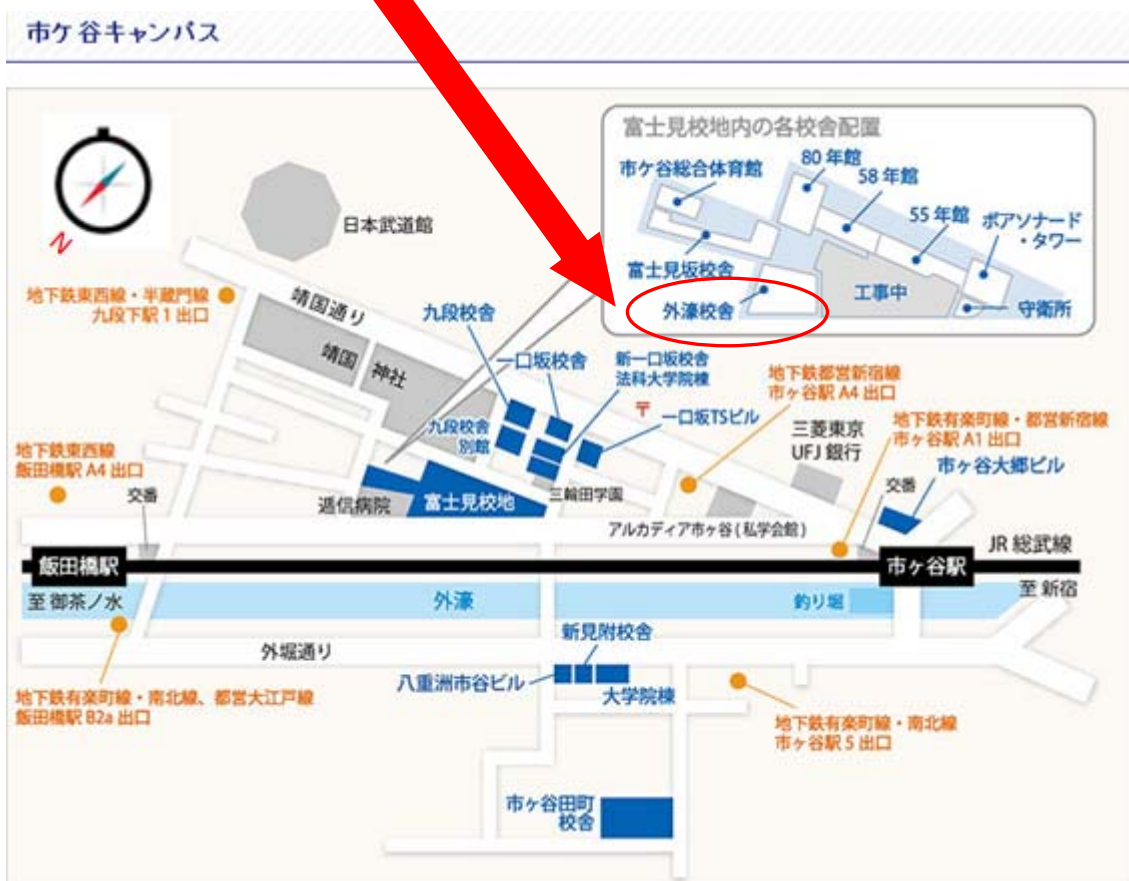 市ケ谷キャンパス
富士見校地内の各校舎配置
市ケ谷総合体育館
80年館
58年館
55年館
ボアソナード
・タワー
富士見坂校舎
外濠校舎
工事中
守衛所
N
日本武道館
地下鉄東西線・半蔵門線
九段下駅1出口
靖国通り
靖国 神社
九段校舎
一口坂校舎
新一口坂校舎
法科大学院棟
〒
一口坂TSビル
九段校舎
別館
地下鉄都営新宿線
市ヶ谷駅A4出口
三菱東京
UFJ銀行
地下鉄有楽町線・都営新宿線
市ヶ谷駅A1出口
市ヶ谷大郷ビル
交番
地下鉄東西線
飯田橋駅A4出口
交番
逓信病院
富士見校地
三輪田学園
アルカディア市ヶ谷(私学会館)
JR総武線
飯田橋駅
市ヶ谷駅
至 御茶ノ水
外濠
釣り堀
至 新宿
外堀通り
新見附校舎
八重洲市谷ビル
大学院棟
地下鉄有楽町線・南北線、都営大江戸線
飯田橋駅B2a出口
地下鉄有楽町線・南北線
市ヶ谷駅5出口
市ヶ谷田町
校舎